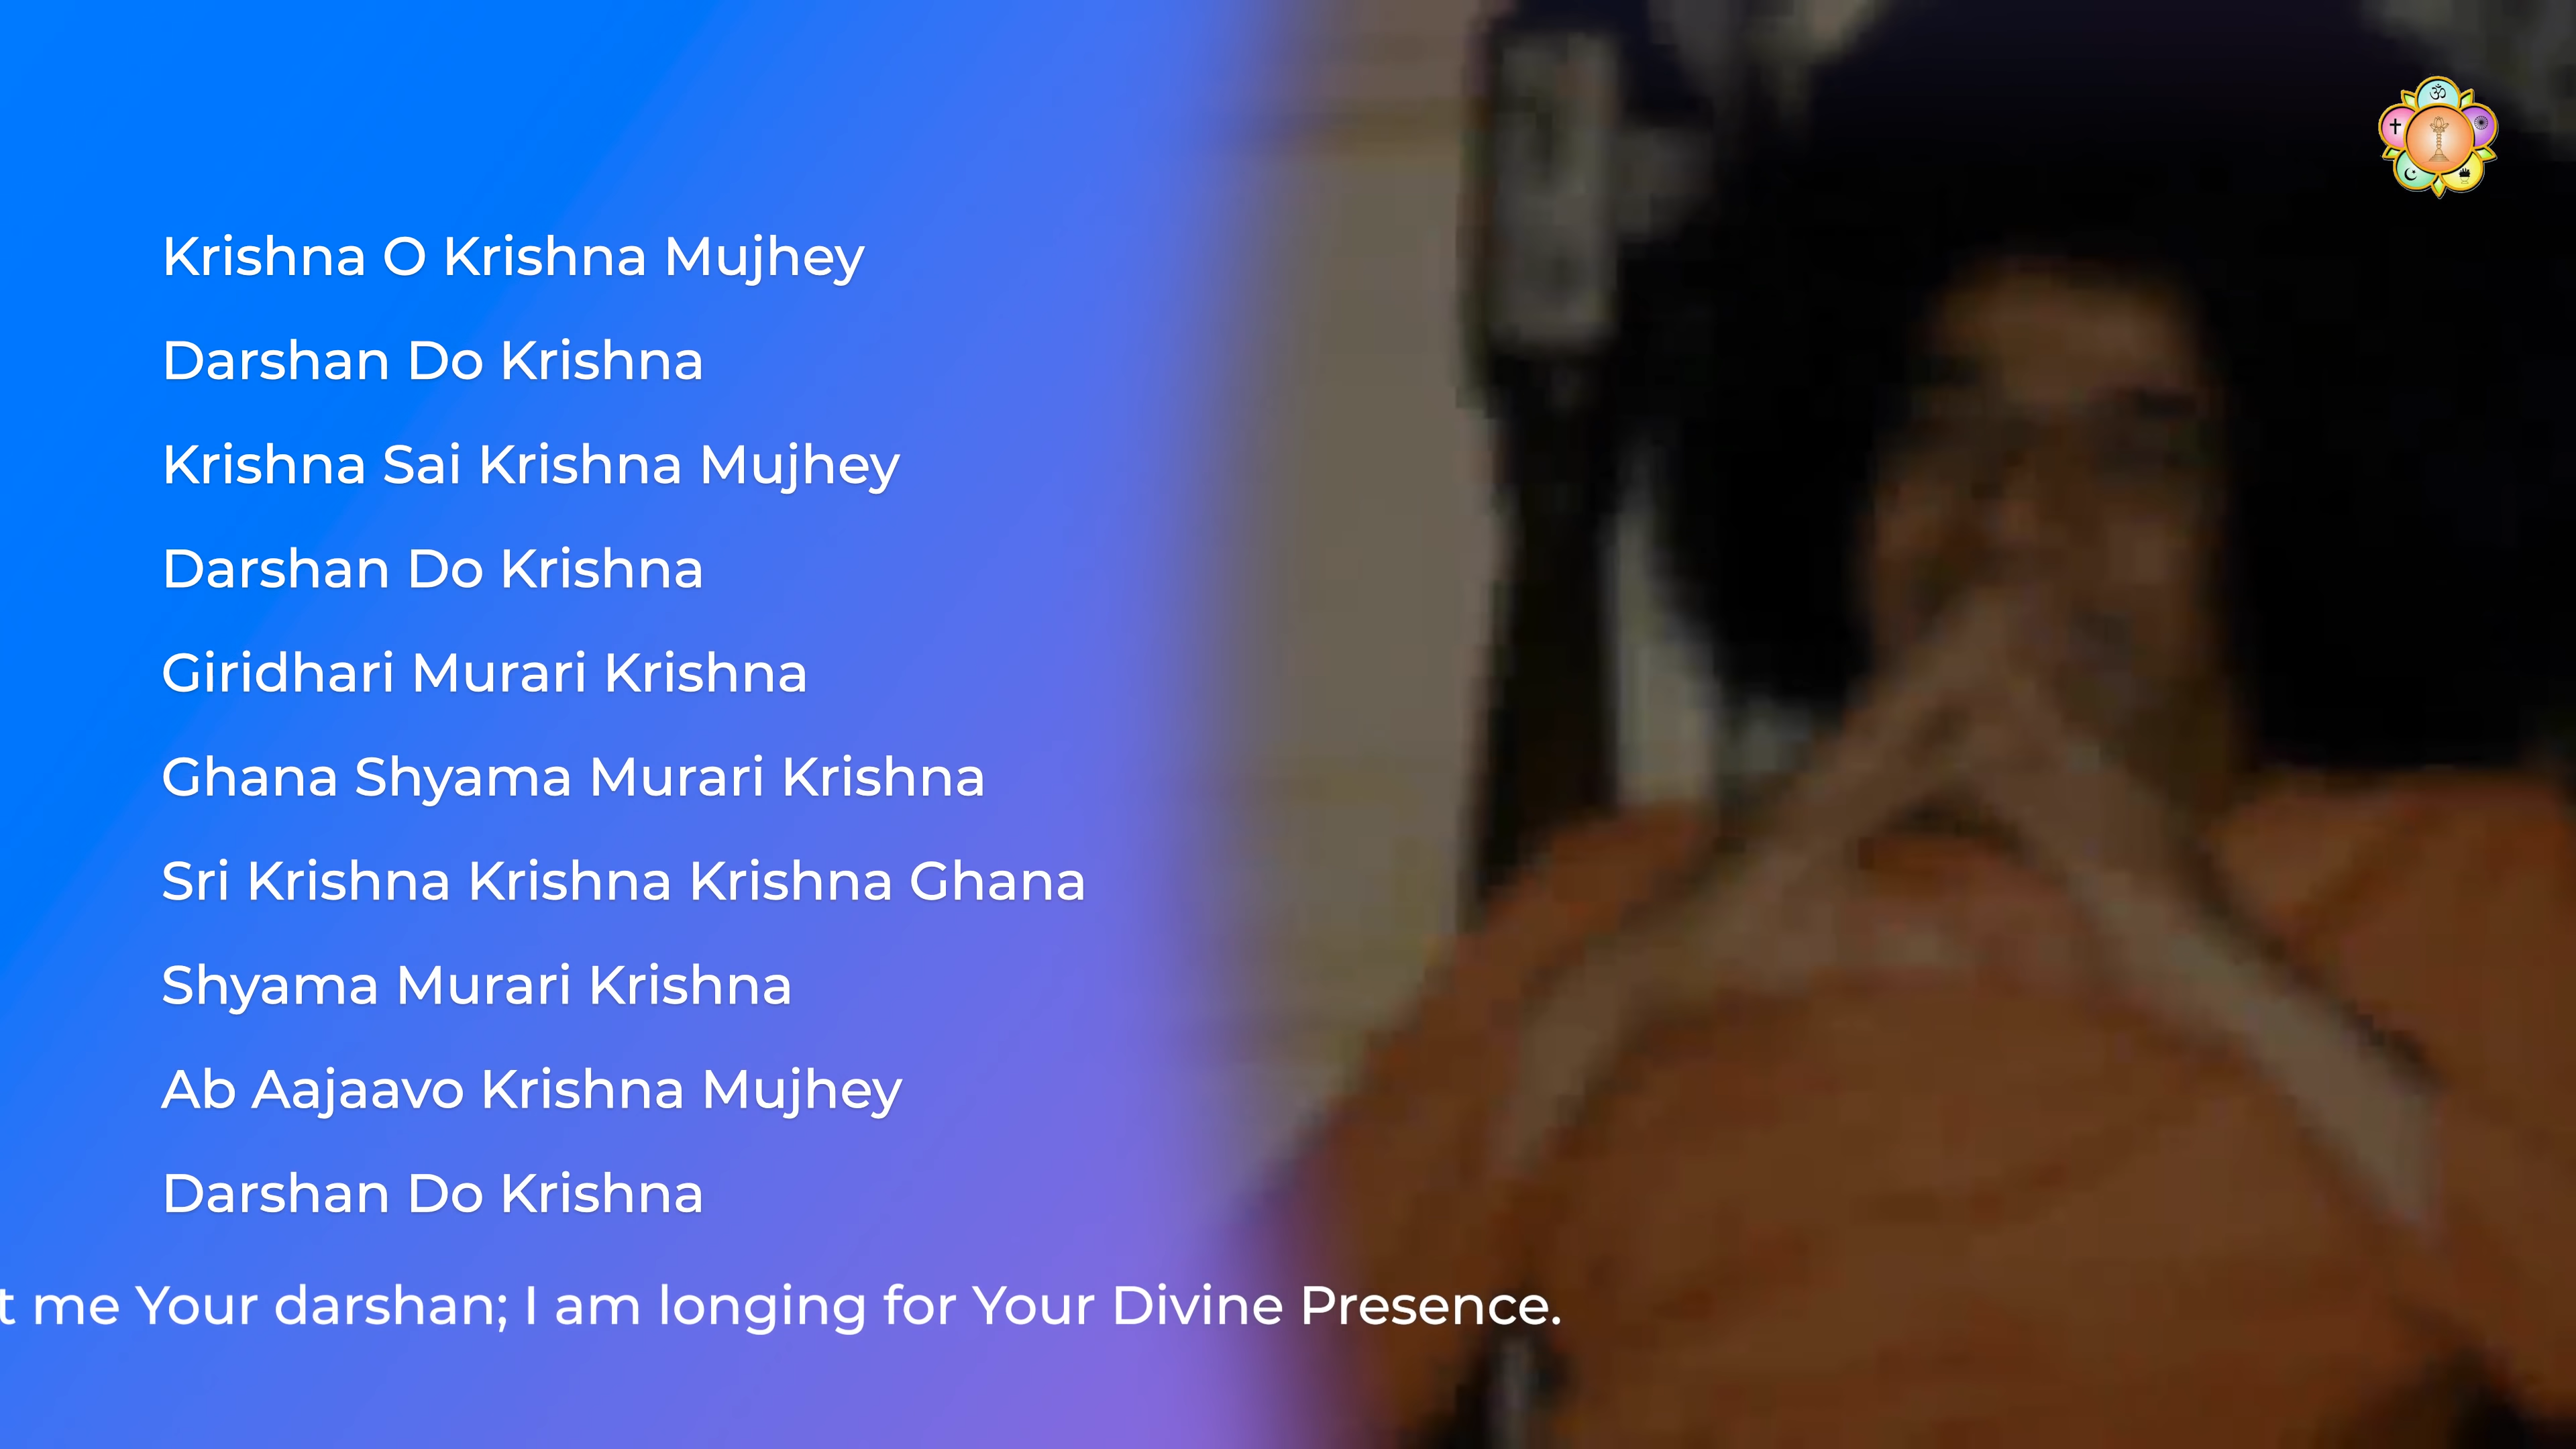 Krishna O Krishna Mujhey
Darshan Do Krishna
Krishna Sai Krishna Mujhey
Darshan Do Krishna
Giridhari Murari Krishna
Ghana Shyama Murari Krishna
Sri Krishna Krishna Krishna Ghana
Shyama Murari Krishna
Ab Aajaavo Krishna Mujhey
Darshan Do Krishna
t me Your darshan; I am longing for Your Divine Presence.